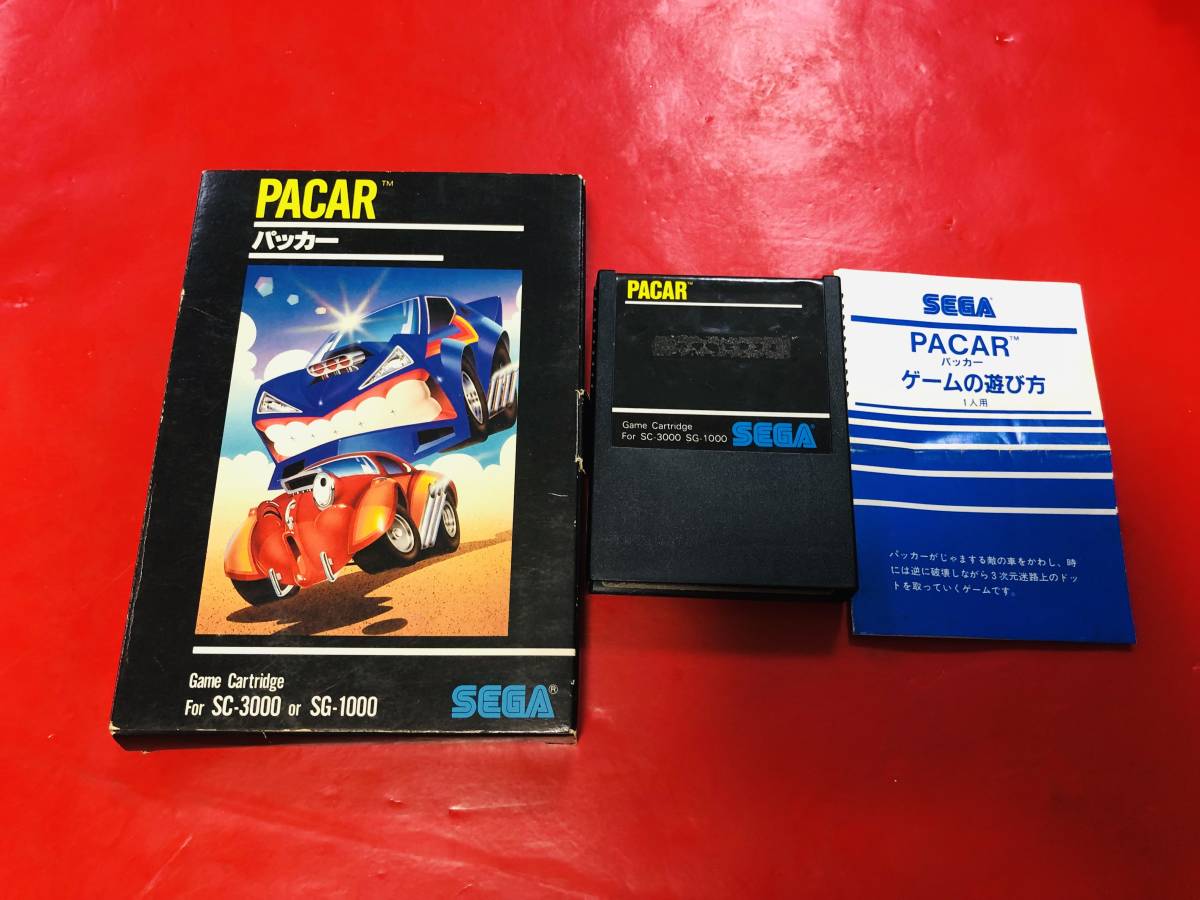 PACAR™
パッカー
Game Cartridge
For SC-3000 or SG-1000
SEGA®
PACAR™
Game Cartridge
For SC-3000 SG-1000
SEGA
SEGA®
PACAR™
パッカー
ゲームの遊び方
1人用
パッカーがじゃまする敵の車をかわし、時
には逆に破壊しながら3次元迷路上のドッ
トを取っていくゲームです。